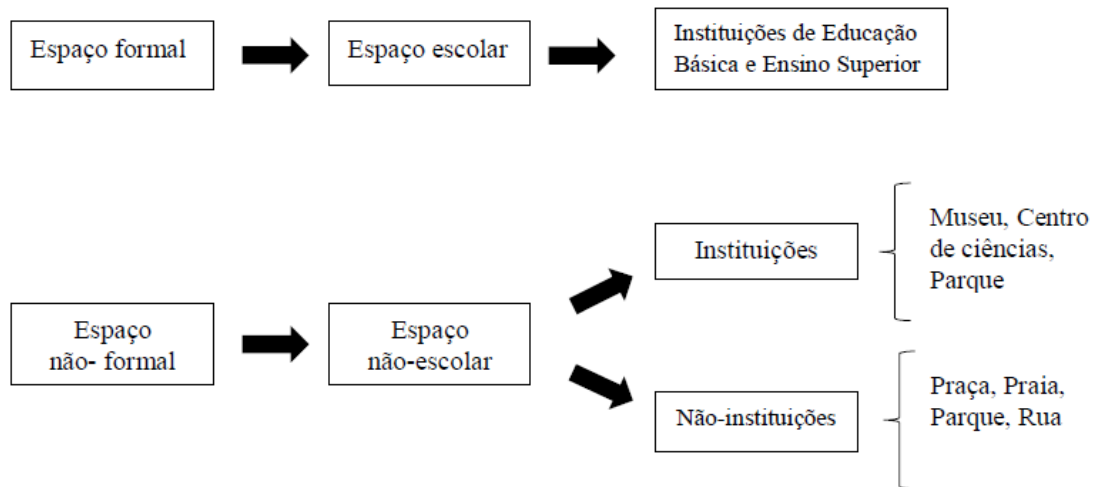 Espaço formal
Espaço escolar
Instituições de Educação
Básica e Ensino Superior
Espaço
não- formal
Espaço
não-escolar
Instituições
Museu, Centro
de ciências,
Parque
Não-instituições
Praça, Praia,
Parque, Rua